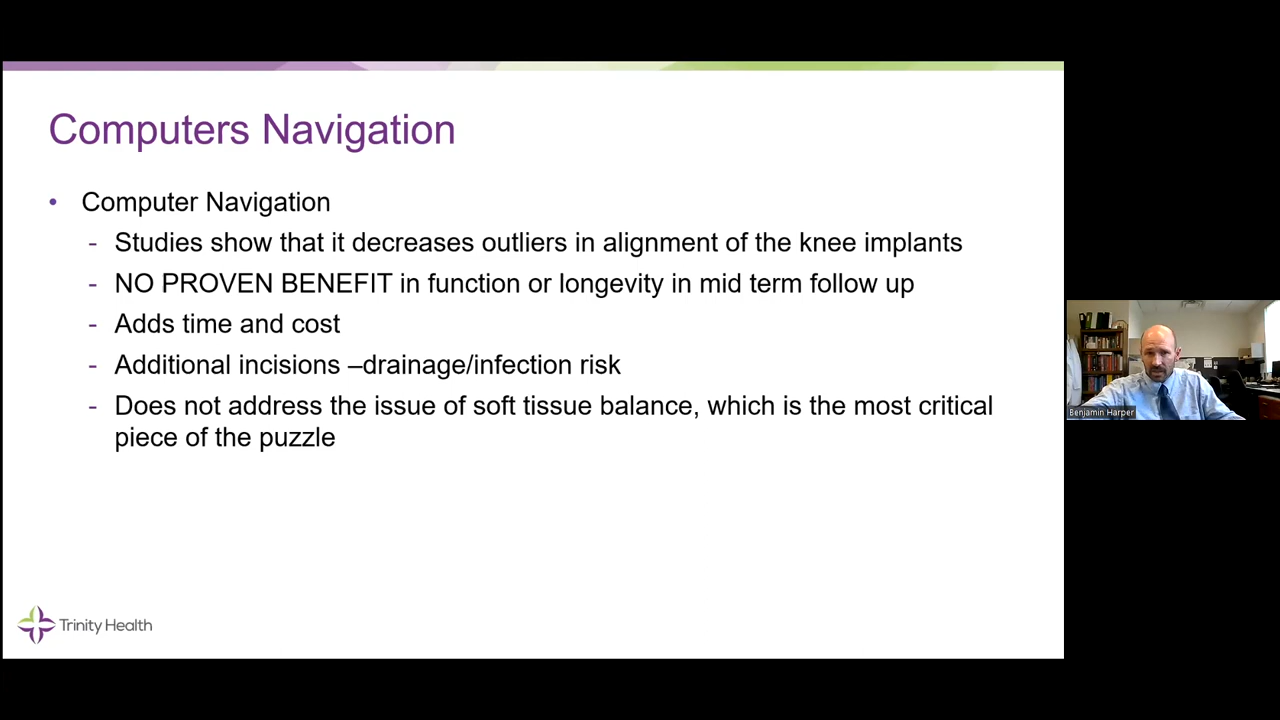 Computers Navigation
• Computer Navigation
- Studies show that it decreases outliers in alignment of the knee implants
- NO PROVEN BENEFIT in function or longevity in mid term follow up
- Adds time and cost
- Additional incisions –drainage/infection risk
- Does not address the issue of soft tissue balance, which is the most critical
piece of the puzzle
Benjamin Harper
Trinity Health